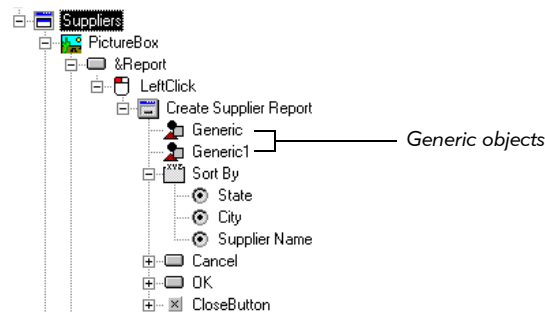 Suppliers
PictureBox
&Report
LeftClick
Create Supplier Report
Generic
Generic objects
Generic1
XYZ
Sort By
State
City
Supplier Name
Cancel
OK
CloseButton